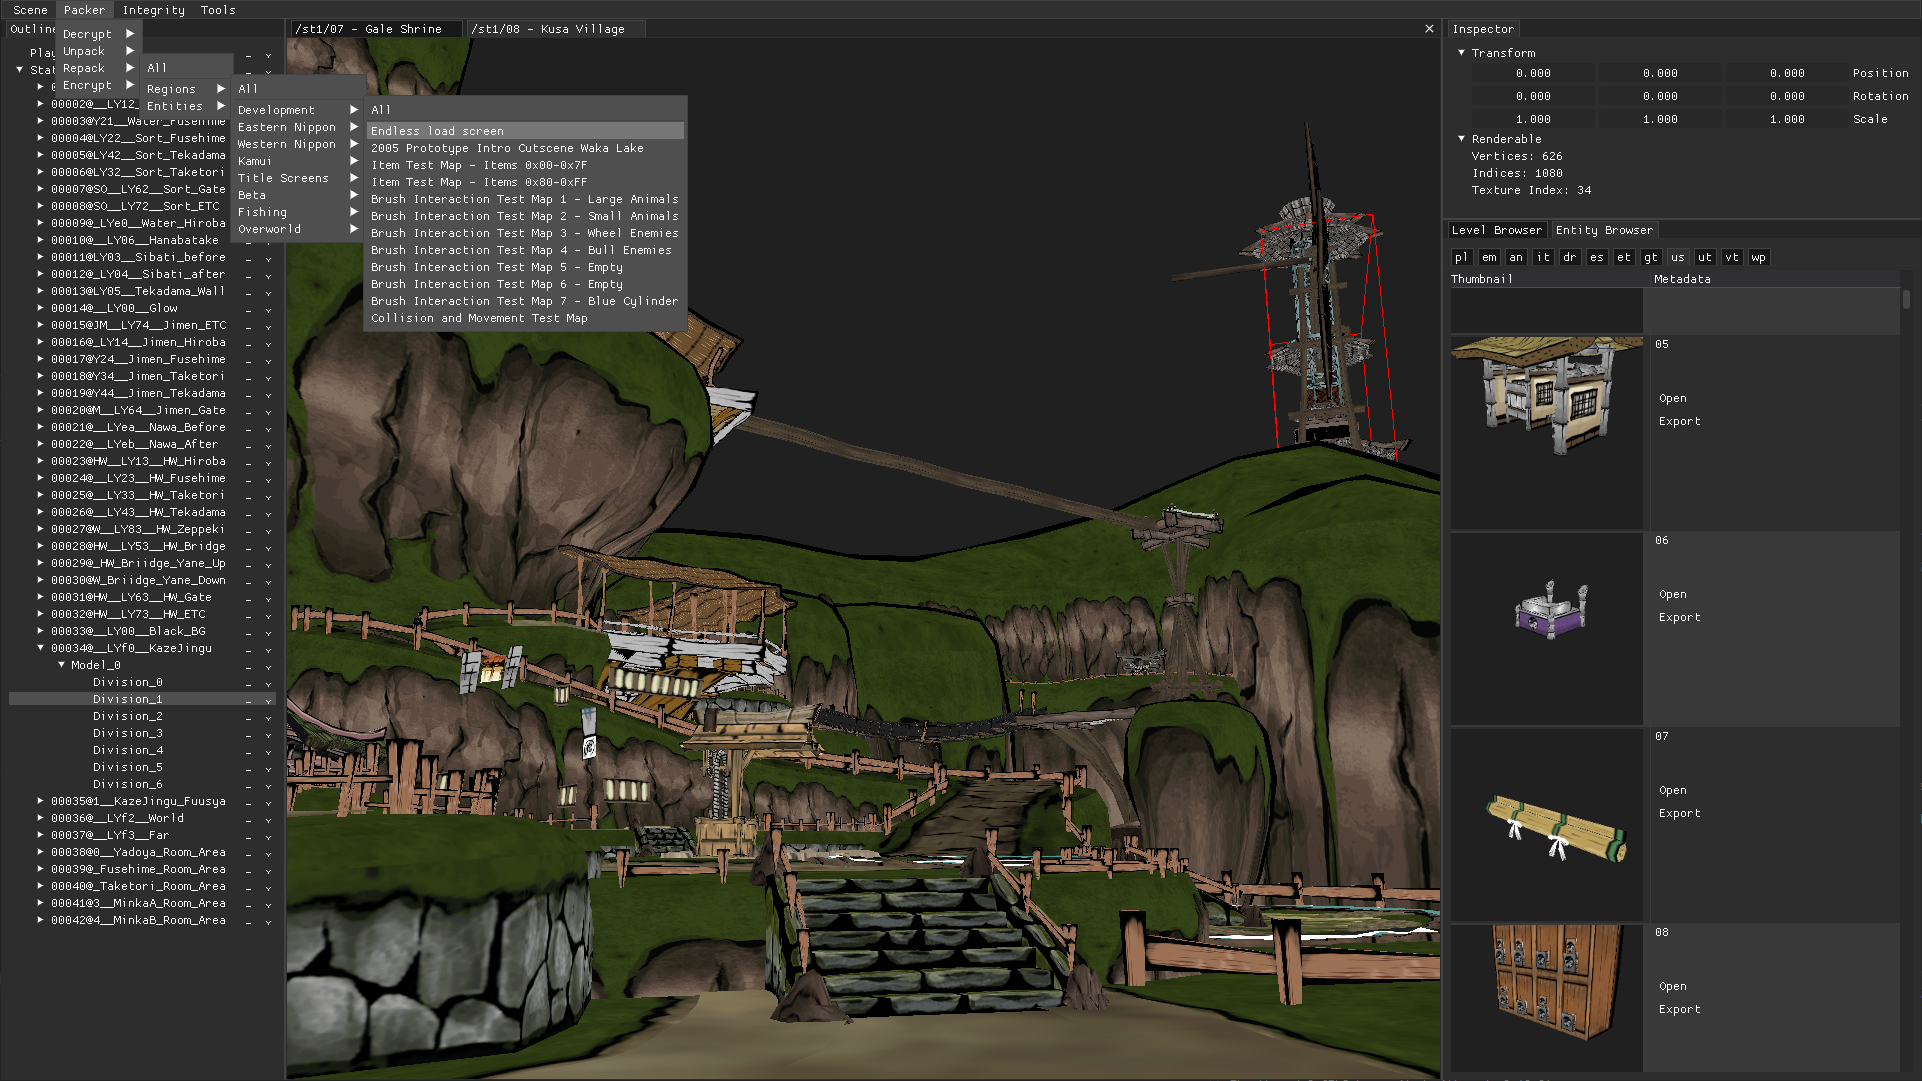 Scene Packer Integrity Tools
Decrypt
Unpack
Repack
Encrypt
All
Regions
Entities
All
Development
Eastern Nippon
Western Nippon
Kamui
Title Screens
Beta
Fishing
Overworld
All
Endless load screen
2005 Prototype Intro Cutscene Waka Lake
Item Test Map - Items 0x00-0x7F
Item Test Map - Items 0x80-0xFF
Brush Interaction Test Map 1 - Large Animals
Brush Interaction Test Map 2 - Small Animals
Brush Interaction Test Map 3 - Wheel Enemies
Brush Interaction Test Map 4 - Bull Enemies
Brush Interaction Test Map 5 - Empty
Brush Interaction Test Map 6 - Empty
Brush Interaction Test Map 7 - Blue Cylinder
Collision and Movement Test Map
00002@__LY12_
00003@Y21__Water_Fusehime
00004@LY22__Sort_Fusehime
00005@LY42__Sort_Tekadama
00006@LY32__Sort_Taketori
00007@SO__LY62__Sort_Gate
00008@SO__LY72__Sort_ETC
00009@_LYe0__Water_Hiroba
00010@__LY06__Hanabatake
00011@LY03__Sibati_before
00012@__LY04__Sibati_after
00013@LY05__Tekadama_Wall
00014@__LY00__Glow
00015@JM__LY74__Jimen_ETC
00016@_LY14__Jimen_Hiroba
00017@Y24__Jimen_Fusehime
00018@Y34__Jimen_Taketori
00019@Y44__Jimen_Tekadama
00020@M__LY64__Jimen_Gate
00021@__LYea__Nawa_Before
00022@__LYeb__Nawa_After
00023@HW__LY13__HW_Hiroba
00024@__LY23__HW_Fusehime
00025@__LY33__HW_Taketori
00026@__LY43__HW_Tekadama
00027@W__LY83__HW_Zeppeki
00028@HW__LY53__HW_Bridge
00029@_HW_Briidge_Yane_Up
00030@W_Briidge_Yane_Down
00031@HW__LY63__HW_Gate
00032@HW__LY73__HW_ETC
00033@__LY00__Black_BG
00034@__LYf0__KazeJingu
Model_0
Division_0
Division_1
Division_2
Division_3
Division_4
Division_5
Division_6
00035@1__KazeJingu_Fuusya
00036@__LYf2__World
00037@__LYf3__Far
00038@0__Yadoya_Room_Area
00039@_Fusehime_Room_Area
00040@_Taketori_Room_Area
00041@3__MinkaA_Room_Area
00042@4__MinkaB_Room_Area
/st1/07 - Gale Shrine
/st1/08 - Kusa Village
Inspector
Transform
0.000 0.000 0.000 Position
0.000 0.000 0.000 Rotation
1.000 1.000 1.000 Scale
Renderable
Vertices: 626
Indices: 1080
Texture Index: 34
Level Browser Entity Browser
pl em an it dr es et gt us ut vt wp
Thumbnail Metadata
05
Open
Export
06
Open
Export
07
Open
Export
08
Open
Export